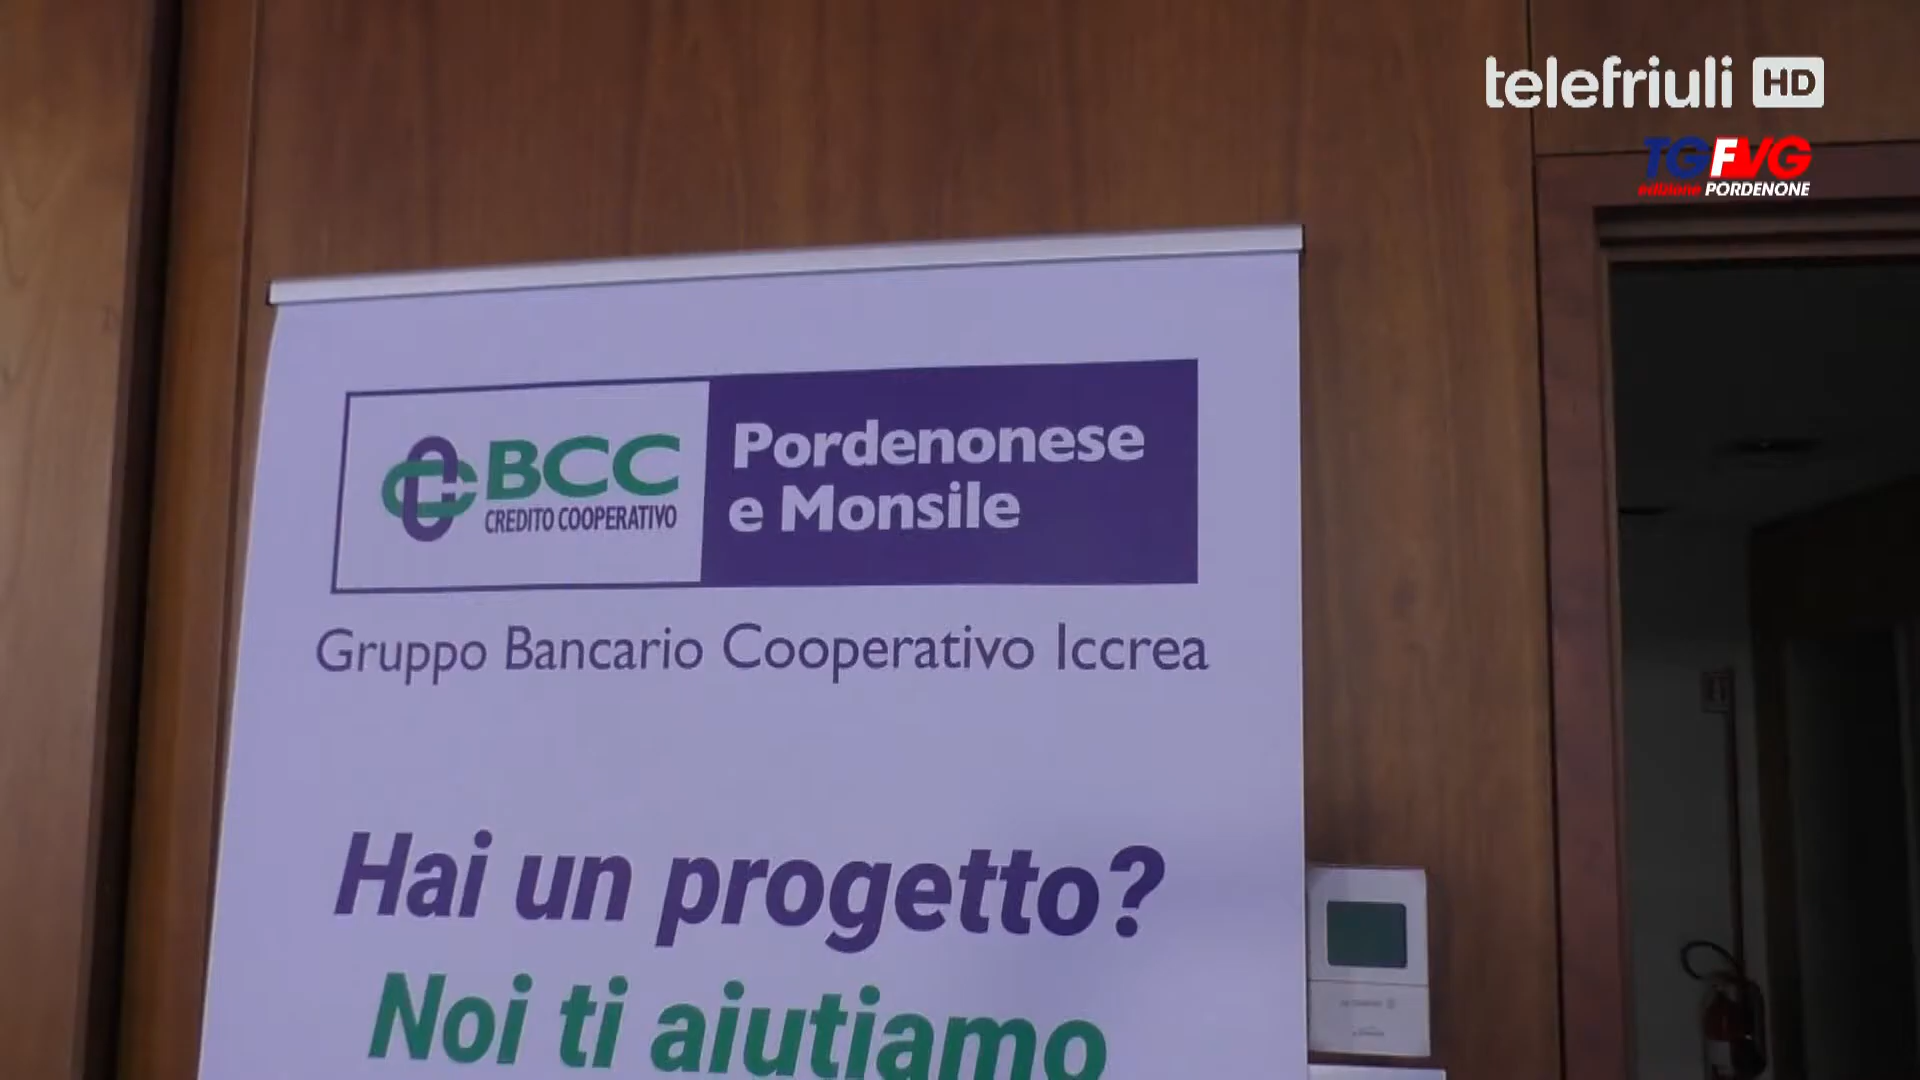 telefriuli HD
TGFVG
edizione PORDENONE
BCC
CREDITO COOPERATIVO
Pordenonese
e Monsile
Gruppo Bancario Cooperativo Iccrea
Hai un progetto?
Noi ti aiutiamo